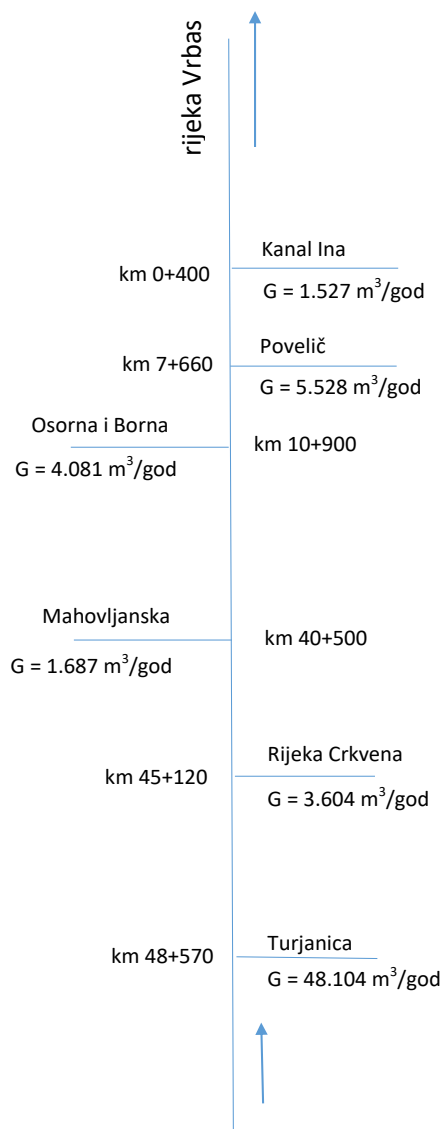 rijeka Vrbas
Kanal Ina
km 0+400
G = 1.527 m³/god
Povelič
km 7+660
G = 5.528 m³/god
Osorna i Borna
km 10+900
G = 4.081 m³/god
Mahovljanska
km 40+500
G = 1.687 m³/god
Rijeka Crkvena
km 45+120
G = 3.604 m³/god
Turjanica
km 48+570
G = 48.104 m³/god